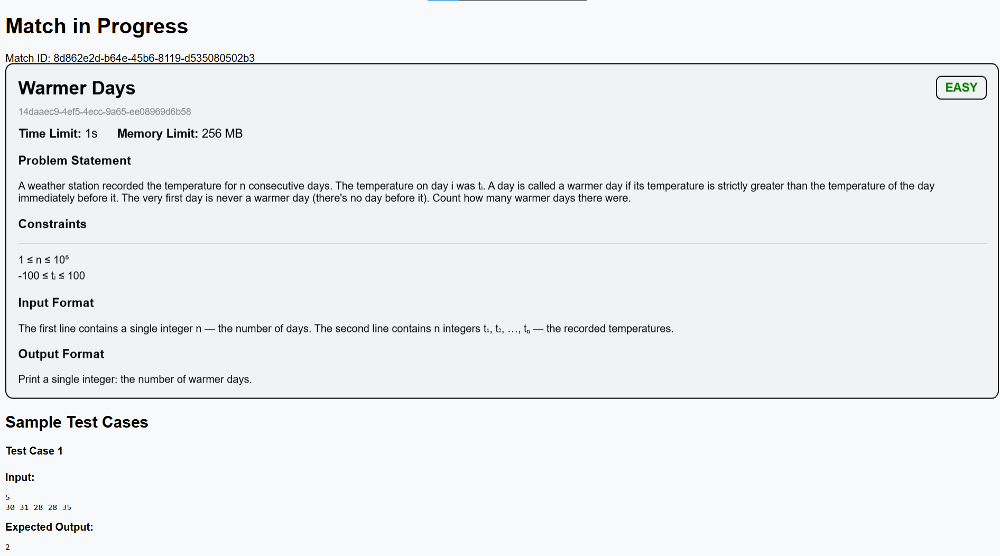 Match in Progress
Match ID: 8d862e2d-b64e-45b6-8119-d535080502b3
Warmer Days
EASY
14daaec9-4ef5-4ecc-9a65-ee08969d6b58
Time Limit: 1s Memory Limit: 256 MB
Problem Statement
A weather station recorded the temperature for n consecutive days. The temperature on day i was tᵢ. A day is called a warmer day if its temperature is strictly greater than the temperature of the day
immediately before it. The very first day is never a warmer day (there's no day before it). Count how many warmer days there were.
Constraints
1 ≤ n ≤ 10⁵
-100 ≤ tᵢ ≤ 100
Input Format
The first line contains a single integer n — the number of days. The second line contains n integers t₁, t₂, …, tₙ — the recorded temperatures.
Output Format
Print a single integer: the number of warmer days.
Sample Test Cases
Test Case 1
Input:
5
30 31 28 28 35
Expected Output:
2